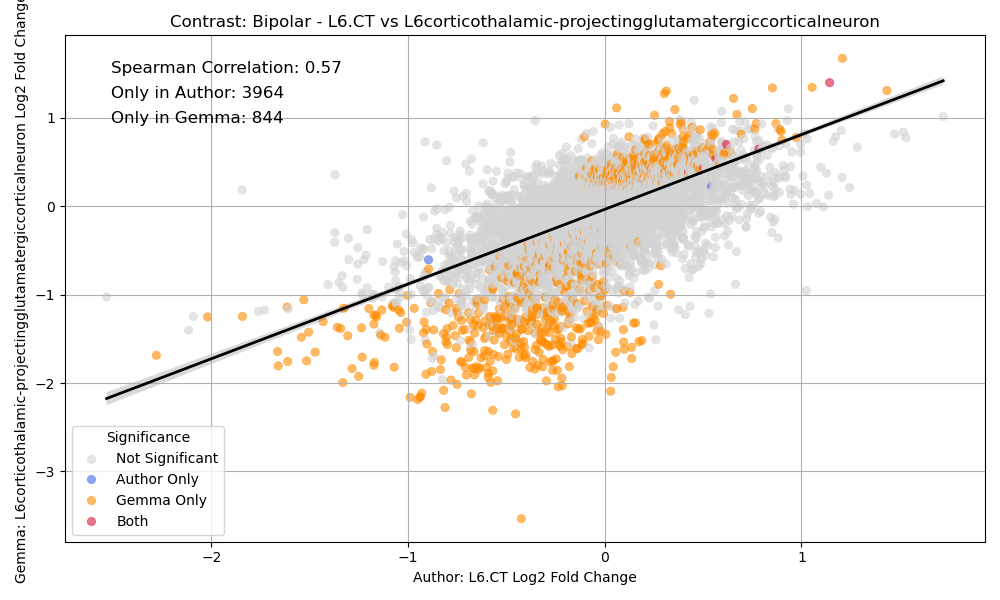 Contrast: Bipolar - L6.CT vs L6corticothalamic-projectingglutamatergiccorticalneuron
Spearman Correlation: 0.57
Only in Author: 3964
Only in Gemma: 844
Gemma: L6corticothalamic-projectingglutamatergiccorticalneuron Log2 Fold Change
1
0
−1
−2
−3
Significance
Not Significant
Author Only
Gemma Only
Both
−2
−1
0
1
Author: L6.CT Log2 Fold Change